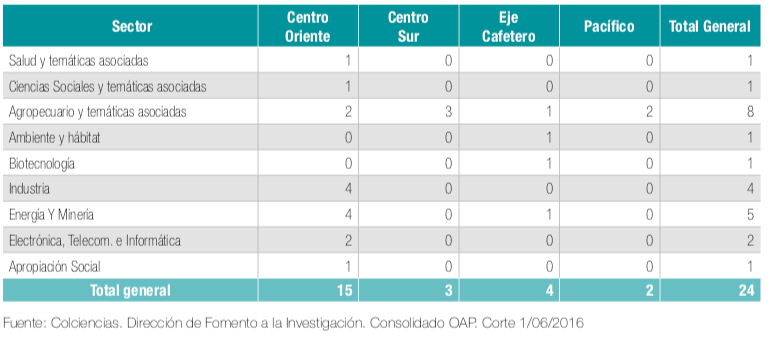 Sector Centro Oriente Centro Sur Eje Cafetero Pacífico Total General
Salud y temáticas asociadas 1 0 0 0 1
Ciencias Sociales y temáticas asociadas 1 0 0 0 1
Agropecuario y temáticas asociadas 2 3 1 2 8
Ambiente y hábitat 0 0 1 0 1
Biotecnología 0 0 1 0 1
Industria 4 0 0 0 4
Energía Y Minería 4 0 1 0 5
Electrónica, Telecom. e Informática 2 0 0 0 2
Apropiación Social 1 0 0 0 1
Total general 15 3 4 2 24
Fuente: Colciencias. Dirección de Fomento a la Investigación. Consolidado OAP. Corte 1/06/2016